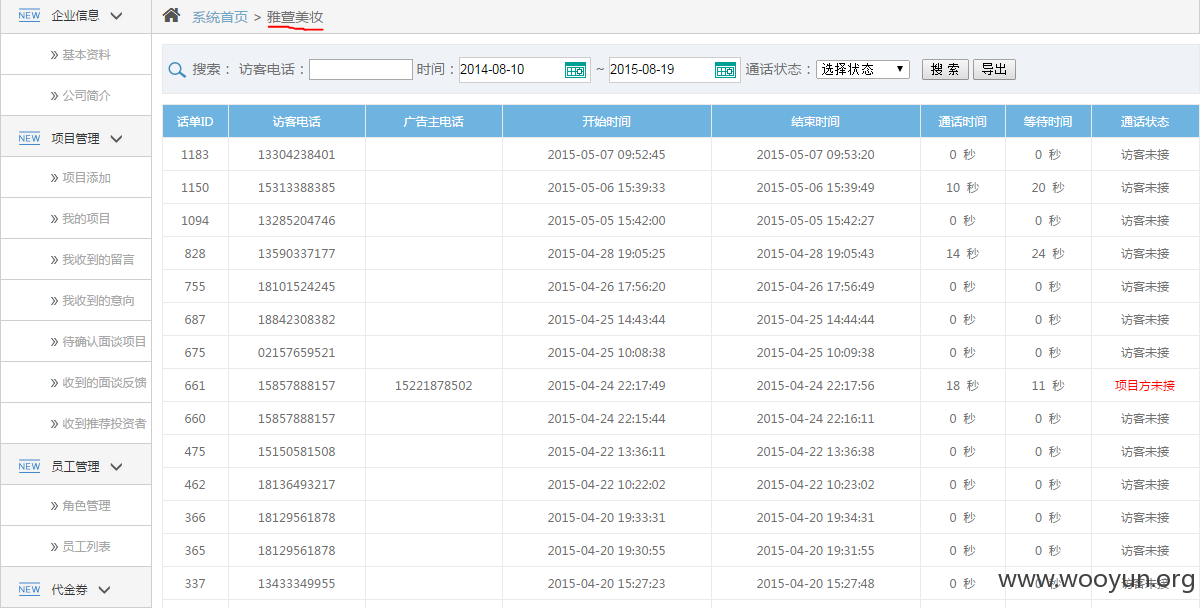 NEW 企业信息
» 基本资料
» 公司简介
NEW 项目管理
» 项目添加
» 我的项目
» 我收到的留言
» 我收到的意向
» 待确认面谈项目
» 收到的面谈反馈
» 收到推荐投资者
NEW 员工管理
» 角色管理
» 员工列表
NEW 代金券
系统首页 > 雅萱美妆
搜索： 访客电话： 时间：2014-08-10 ~ 2015-08-19 通话状态： 选择状态 ▼ 搜 索 导出
话单ID 访客电话 广告主电话 开始时间 结束时间 通话时间 等待时间 通话状态
1183 13304238401 2015-05-07 09:52:45 2015-05-07 09:53:20 0 秒 0 秒 访客未接
1150 15313388385 2015-05-06 15:39:33 2015-05-06 15:39:49 10 秒 20 秒 访客未接
1094 13285204746 2015-05-05 15:42:00 2015-05-05 15:42:27 0 秒 0 秒 访客未接
828 13590337177 2015-04-28 19:05:25 2015-04-28 19:05:43 14 秒 24 秒 访客未接
755 18101524245 2015-04-26 17:56:20 2015-04-26 17:56:49 0 秒 0 秒 访客未接
687 18842308382 2015-04-25 14:43:44 2015-04-25 14:44:44 0 秒 0 秒 访客未接
675 02157659521 2015-04-25 10:08:38 2015-04-25 10:09:38 0 秒 0 秒 访客未接
661 15857888157 15221878502 2015-04-24 22:17:49 2015-04-24 22:17:56 18 秒 11 秒 项目方未接
660 15857888157 2015-04-24 22:15:44 2015-04-24 22:16:11 0 秒 0 秒 访客未接
475 15150581508 2015-04-22 13:36:11 2015-04-22 13:36:38 0 秒 0 秒 访客未接
462 18136493217 2015-04-22 10:22:02 2015-04-22 10:23:02 0 秒 0 秒 访客未接
366 18129561878 2015-04-20 19:33:31 2015-04-20 19:34:31 0 秒 0 秒 访客未接
365 18129561878 2015-04-20 19:30:55 2015-04-20 19:31:55 0 秒 0 秒 访客未接
337 13433349955 2015-04-20 15:27:23 2015-04-20 15:27:48 0 秒 0 秒 访客未接
www.wooyun.org